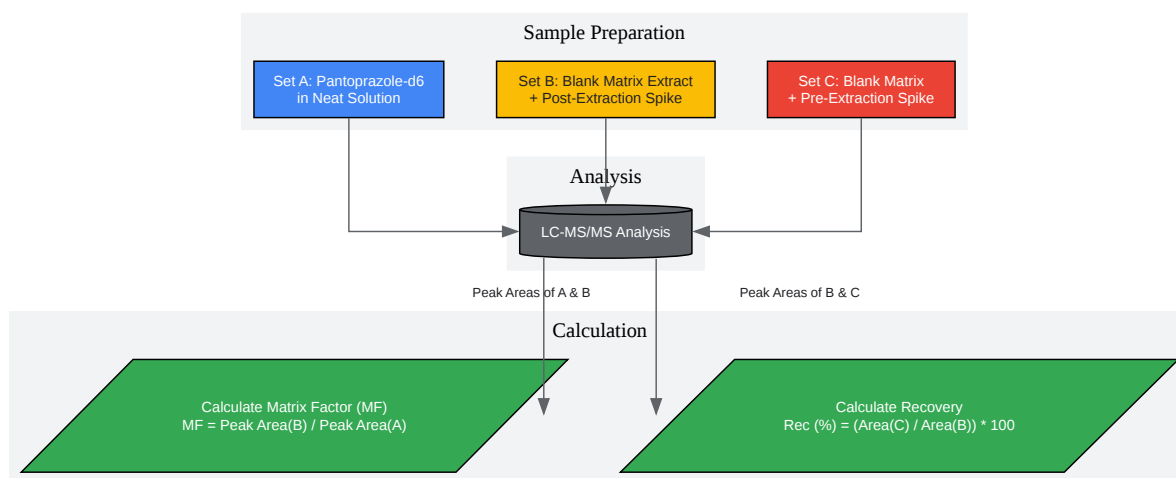 Sample Preparation
Set A: Pantoprazole-d6
in Neat Solution
Set B: Blank Matrix Extract
+ Post-Extraction Spike
Set C: Blank Matrix
+ Pre-Extraction Spike
Analysis
LC-MS/MS Analysis
Peak Areas of A & B
Peak Areas of B & C
Calculation
Calculate Matrix Factor (MF)
MF = Peak Area(B) / Peak Area(A)
Calculate Recovery
Rec (%) = (Area(C) / Area(B)) * 100